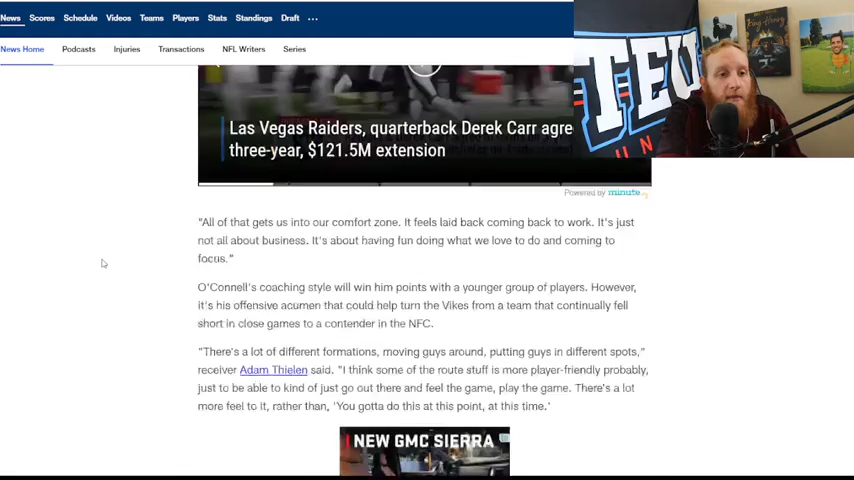 News Scores Schedule Videos Teams Players Stats Standings Draft ...
News Home Podcasts Injuries Transactions NFL Writers Series
TEU
UN
Las Vegas Raiders, quarterback Derek Carr agre
three-year, $121.5M extension
Powered by minute
"All of that gets us into our comfort zone. It feels laid back coming back to work. It's just
not all about business. It's about having fun doing what we love to do and coming to
focus."
O'Connell's coaching style will win him points with a younger group of players. However,
it's his offensive acumen that could help turn the Vikes from a team that continually fell
short in close games to a contender in the NFC.
"There's a lot of different formations, moving guys around, putting guys in different spots,"
receiver Adam Thielen said. "I think some of the route stuff is more player-friendly probably,
just to be able to kind of just go out there and feel the game, play the game. There's a lot
more feel to it, rather than, 'You gotta do this at this point, at this time.'
NEW GMC SIERRA